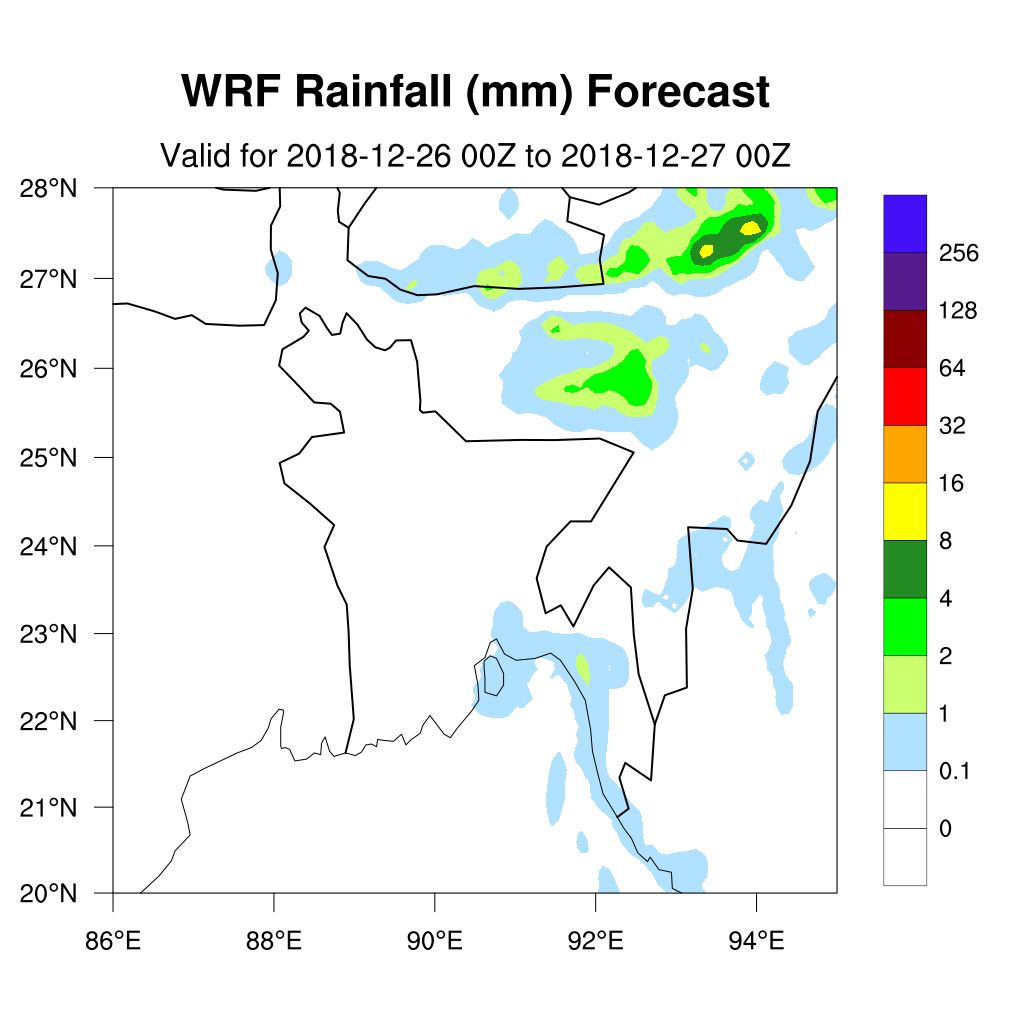 WRF Rainfall (mm) Forecast
Valid for 2018-12-26 00Z to 2018-12-27 00Z
28°N
27°N
26°N
25°N
24°N
23°N
22°N
21°N
20°N
86°E
88°E
90°E
92°E
94°E
256
128
64
32
16
8
4
2
1
0.1
0